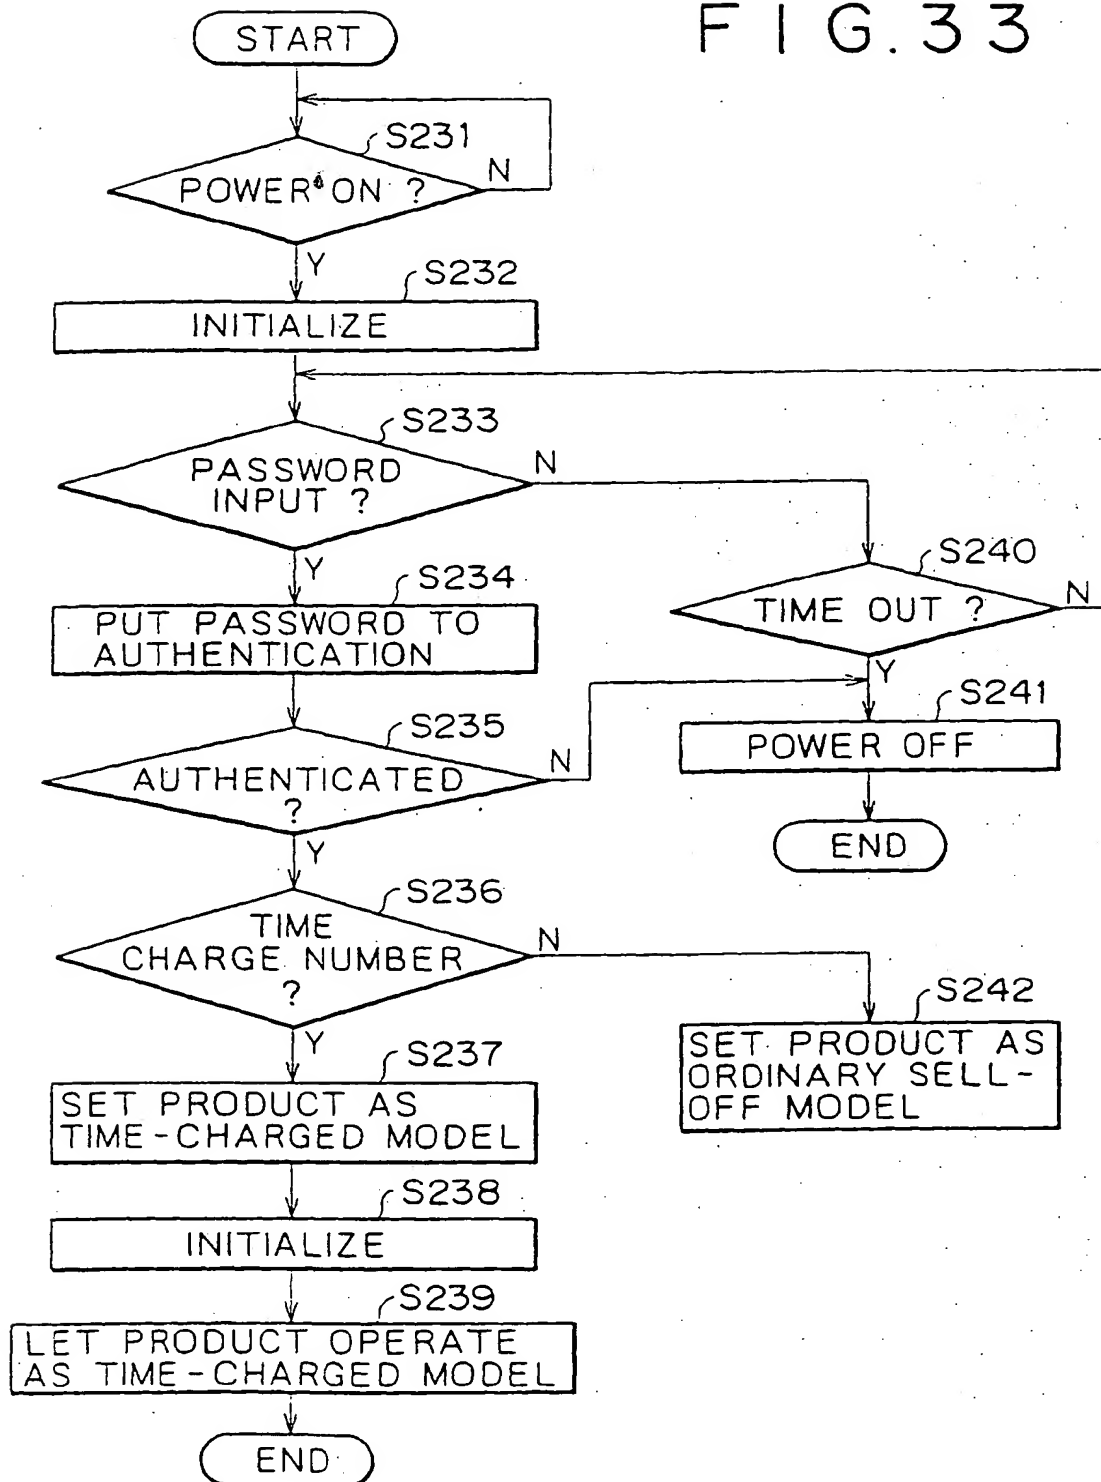 FIG.33
START
S231
POWER ON ?
N
Y
S232
INITIALIZE
S233
PASSWORD
INPUT ?
N
Y
S234
PUT PASSWORD TO
AUTHENTICATION
S235
AUTHENTICATED
?
N
Y
S236
TIME
CHARGE NUMBER
?
N
Y
S237
SET PRODUCT AS
TIME-CHARGED MODEL
S238
INITIALIZE
S239
LET PRODUCT OPERATE
AS TIME-CHARGED MODEL
END
S240
TIME OUT ?
N
Y
S241
POWER OFF
END
S242
SET PRODUCT AS
ORDINARY SELL-
OFF MODEL